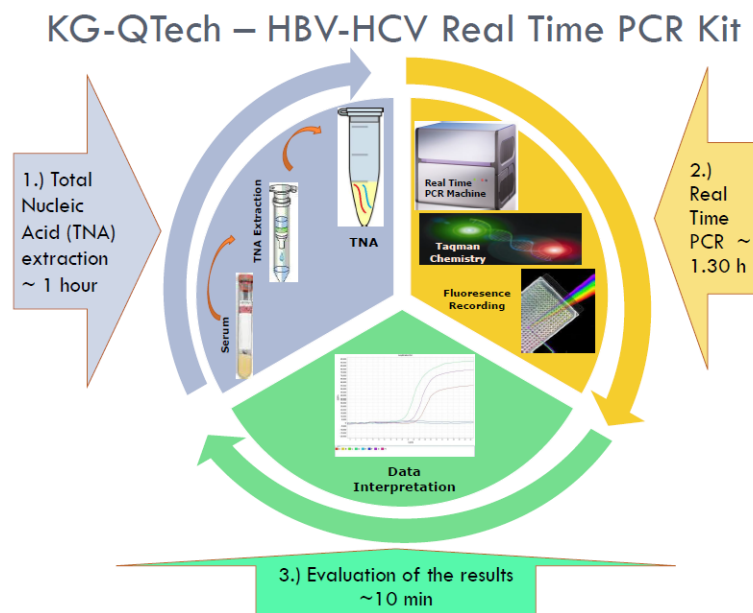 KG-QTech – HBV-HCV Real Time PCR Kit
1.) Total
Nucleic
Acid (TNA)
extraction
~ 1 hour
Serum
TNA Extraction
TNA
Real Time
PCR Machine
Taqman
Chemistry
Fluoresence
Recording
2.)
Real
Time
PCR ~
1.30 h
Data
Interpretation
3.) Evaluation of the results
~10 min